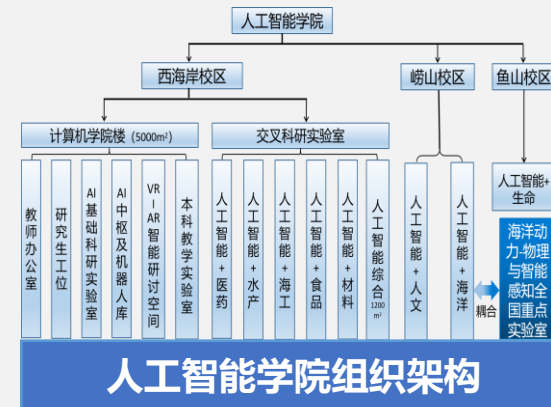 人工智能学院
西海岸校区
崂山校区
鱼山校区
计算机学院楼（5000m²）
交叉科研实验室
教师办公室
研究生工位
AI基础科研实验室
AI中枢及机器人库
VR—AR智能研讨空间
本科教学实验室
人工智能+医药
人工智能+水产
人工智能+海工
人工智能+食品
人工智能+材料
人工智能综合1200m²
人工智能+人文
人工智能+海洋
人工智能+
生命
耦合
海洋动
力-物理
与智能
感知全
国重点
实验室
人工智能学院组织架构